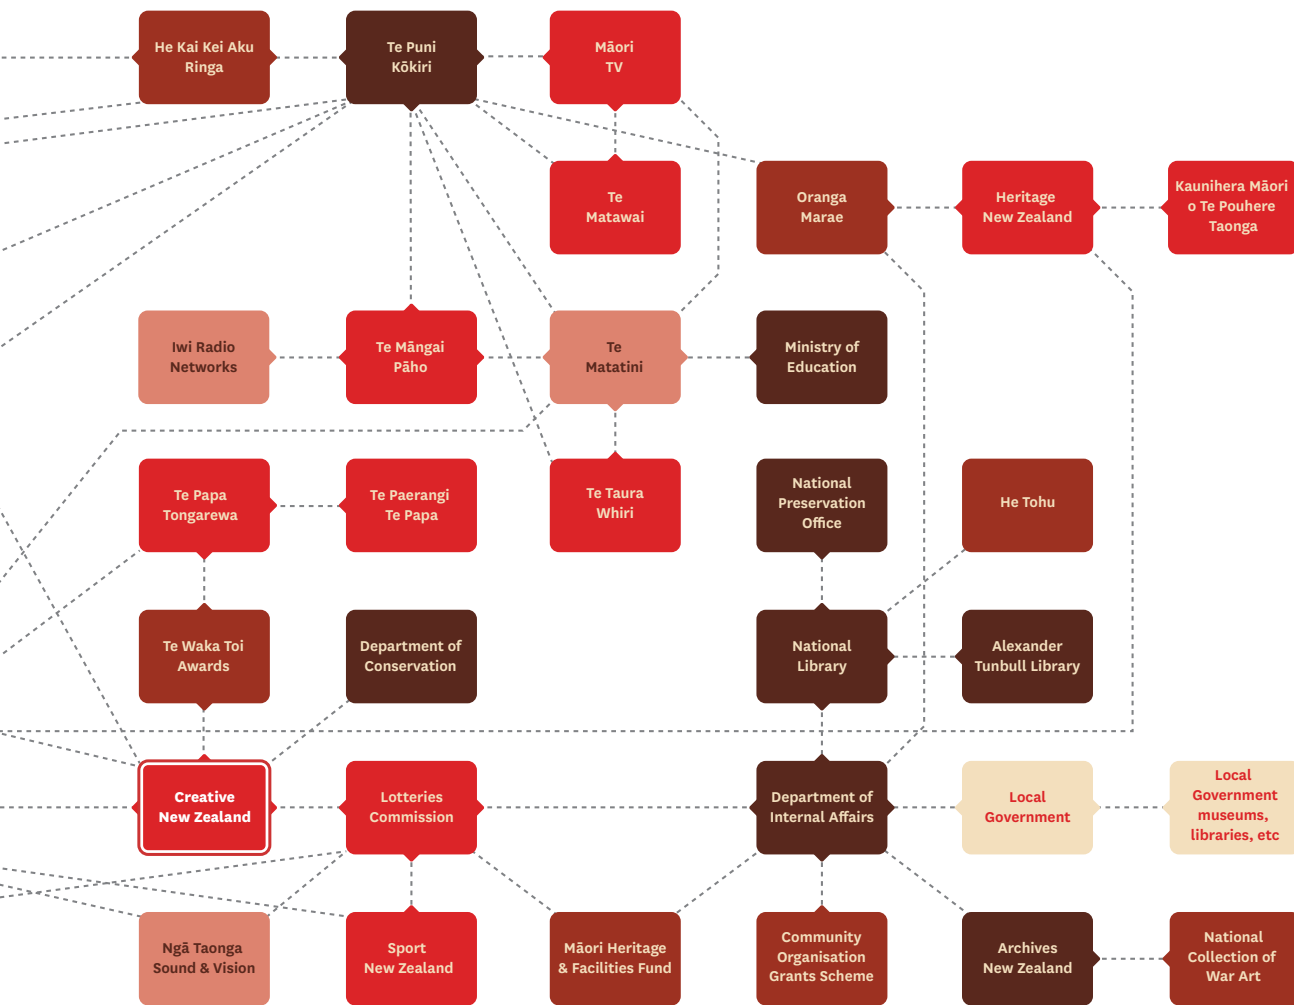 He Kai Kei Aku
Ringa
Te Puni
Kōkiri
Māori
TV
Te
Matawai
Oranga
Marae
Heritage
New Zealand
Kaunihera Māori
o Te Pouhere
Taonga
Iwi Radio
Networks
Te Māngai
Pāho
Te
Matatini
Ministry of
Education
Te Papa
Tongarewa
Te Paerangi
Te Papa
Te Taura
Whiri
National
Preservation
Office
He Tohu
Te Waka Toi
Awards
Department of
Conservation
National
Library
Alexander
Tunbull Library
Creative
New Zealand
Lotteries
Commission
Department of
Internal Affairs
Local
Government
Local
Government
museums,
libraries, etc
Ngā Taonga
Sound & Vision
Sport
New Zealand
Māori Heritage
& Facilities Fund
Community
Organisation
Grants Scheme
Archives
New Zealand
National
Collection of
War Art